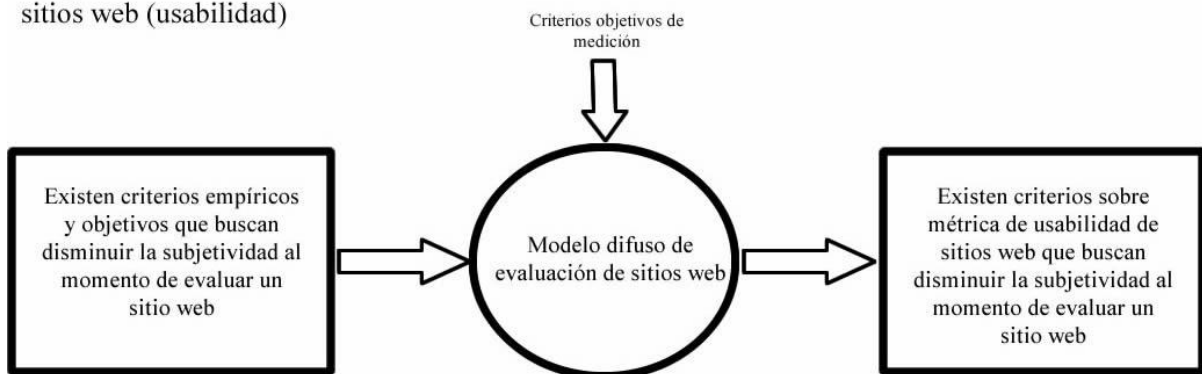 sitios web (usabilidad)
Criterios objetivos de
medición
Existen criterios empíricos
y objetivos que buscan
disminuir la subjetividad al
momento de evaluar un
sitio web
Modelo difuso de
evaluación de sitios web
Existen criterios sobre
métrica de usabilidad de
sitios web que buscan
disminuir la subjetividad al
momento de evaluar un
sitio web